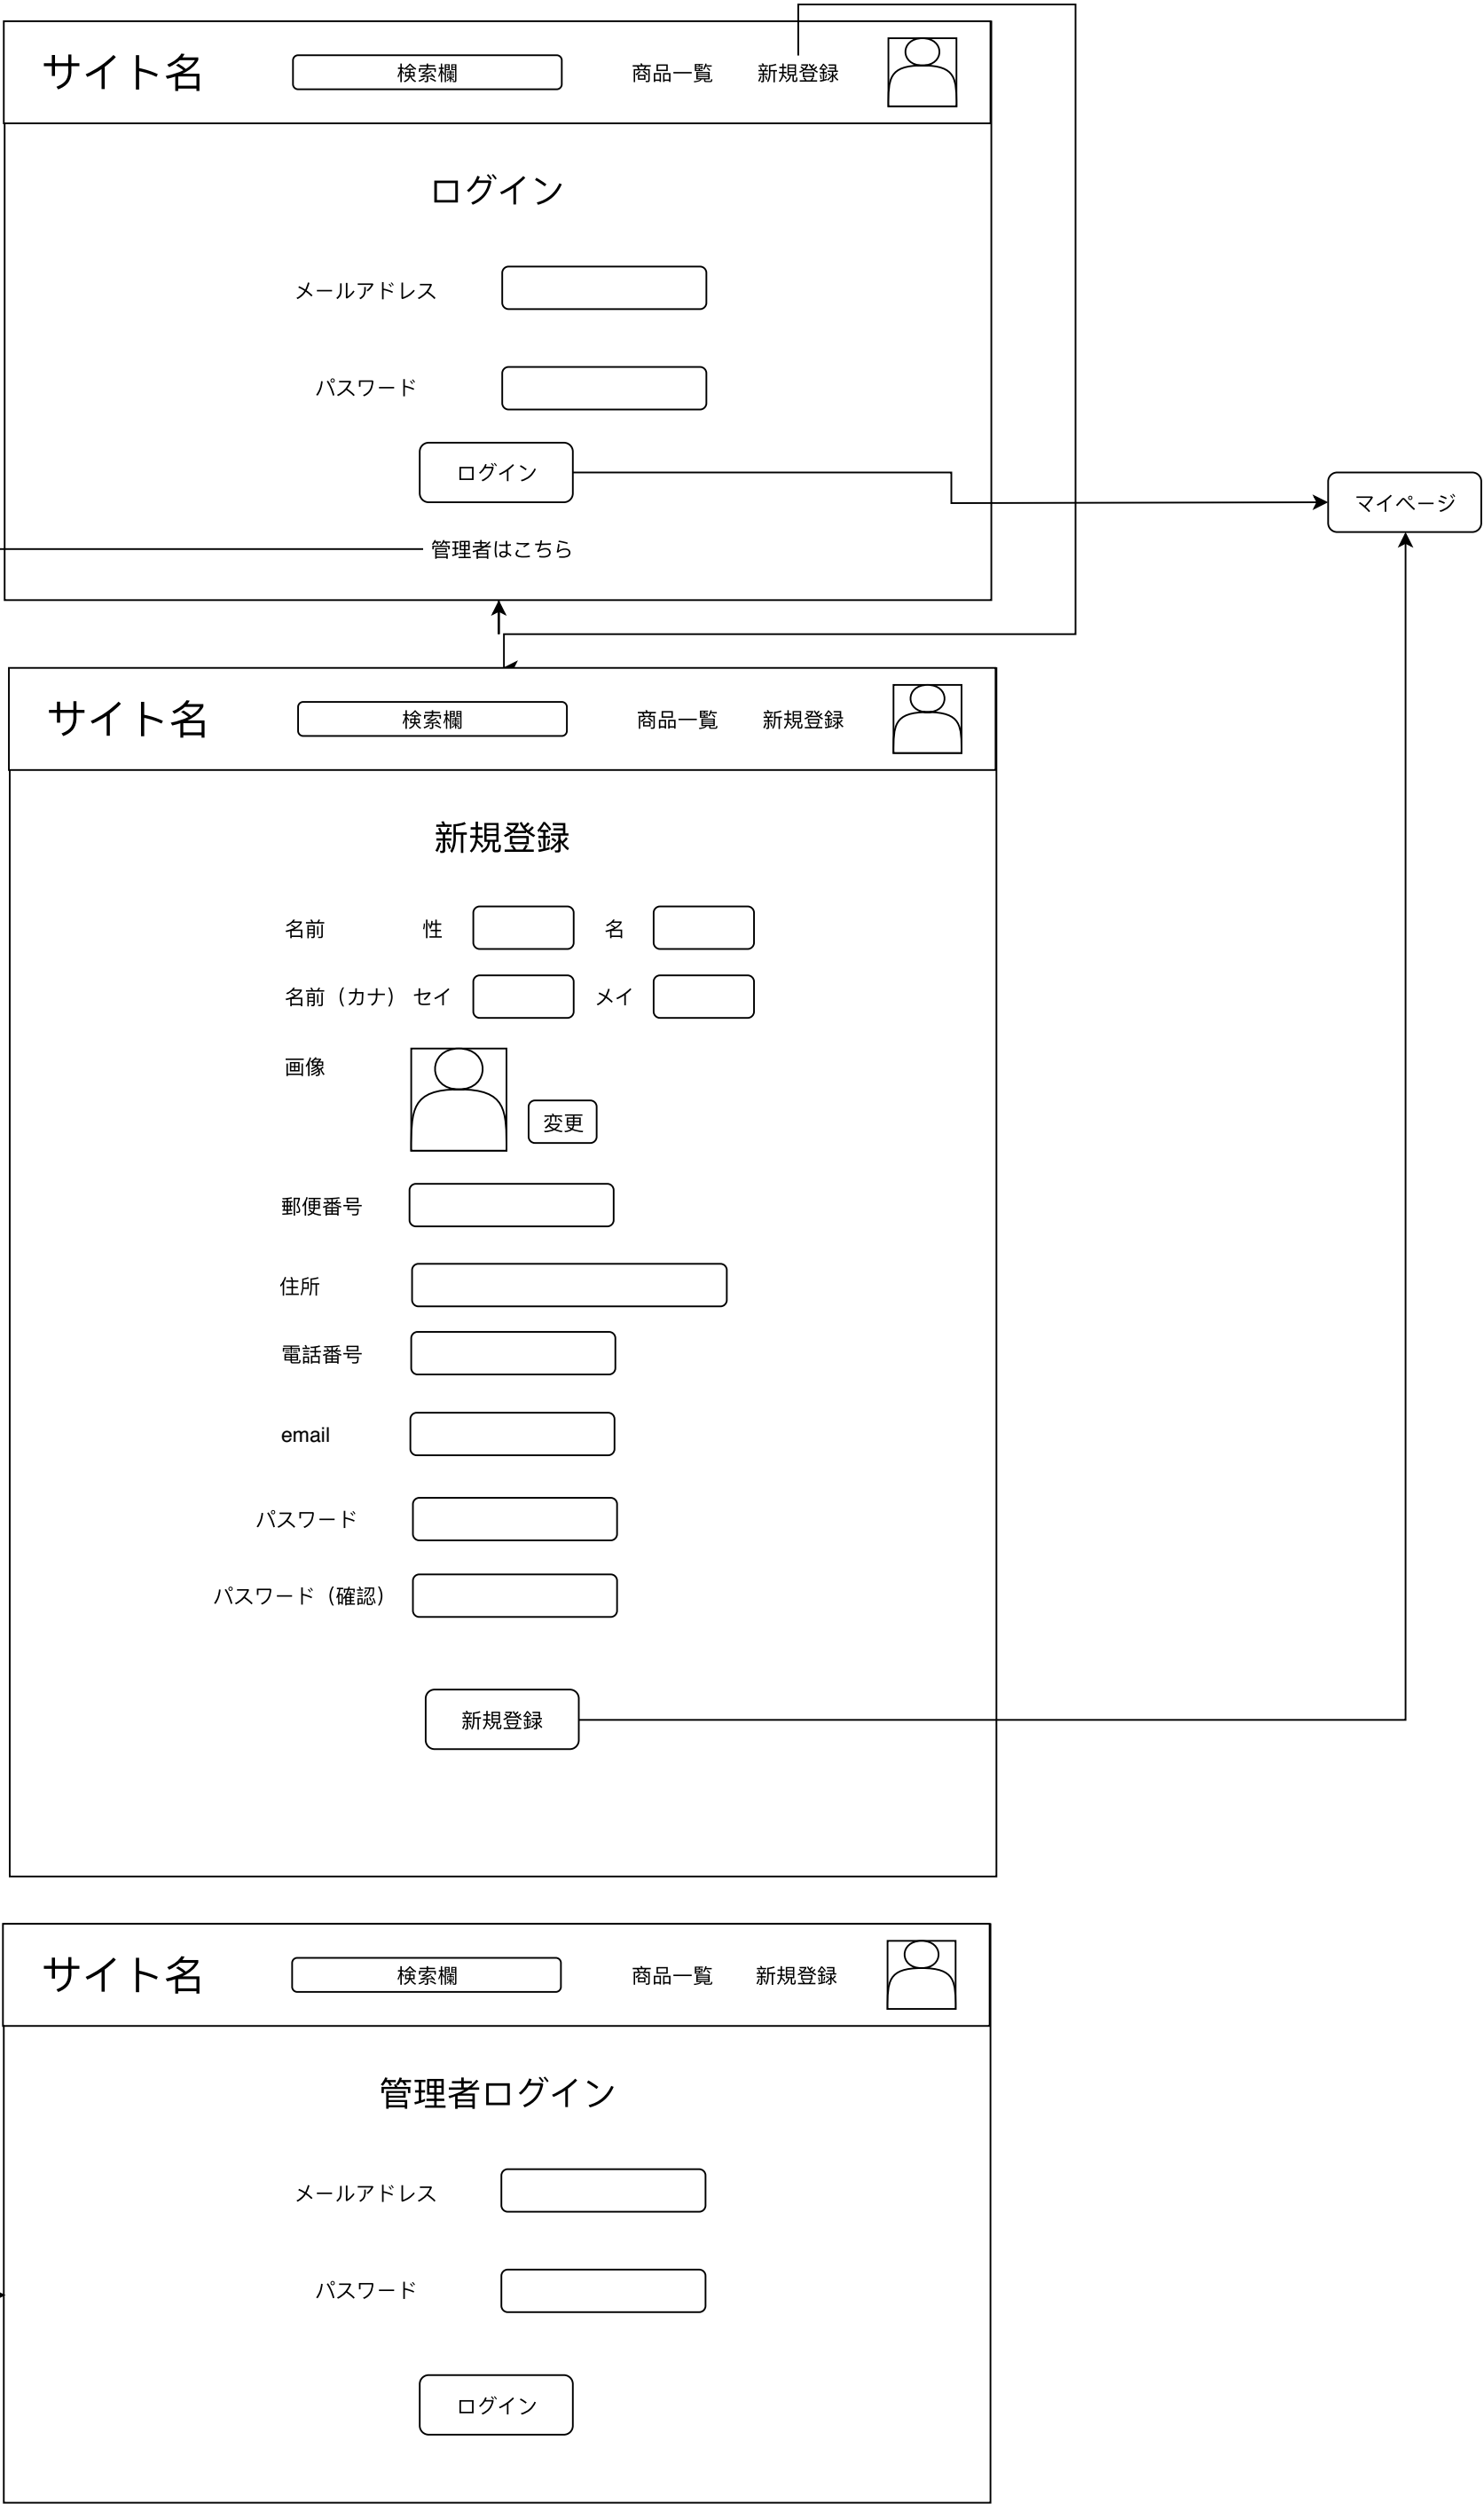 サイト名
検索欄
商品一覧
新規登録
ログイン
メールアドレス
パスワード
ログイン
マイページ
管理者はこちら
サイト名
検索欄
商品一覧
新規登録
新規登録
名前 性 名
名前（カナ） セイ メイ
画像
変更
郵便番号
住所
電話番号
email
パスワード
パスワード（確認）
新規登録
サイト名
検索欄
商品一覧
新規登録
管理者ログイン
メールアドレス
パスワード
ログイン